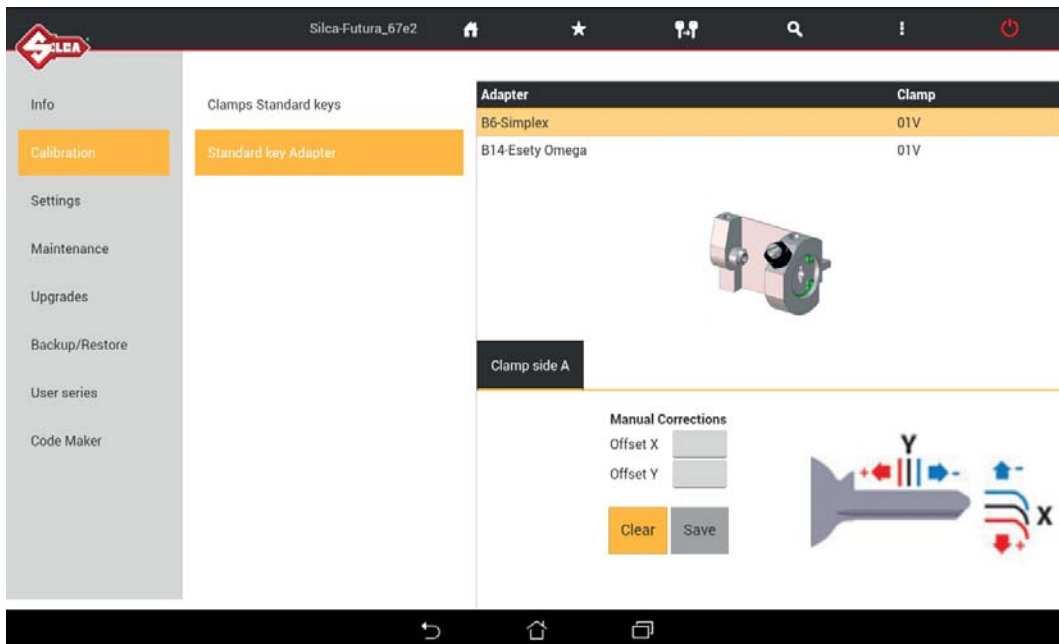 SILCA
Silca-Futura_67e2
Info
Calibration
Settings
Maintenance
Upgrades
Backup/Restore
User series
Code Maker
Clamps Standard keys
Standard key Adapter
Adapter Clamp
B6-Simplex 01V
B14-Esety Omega 01V
Clamp side A
Manual Corrections
Offset X
Offset Y
Clear Save
Y
+ -
-
X
+